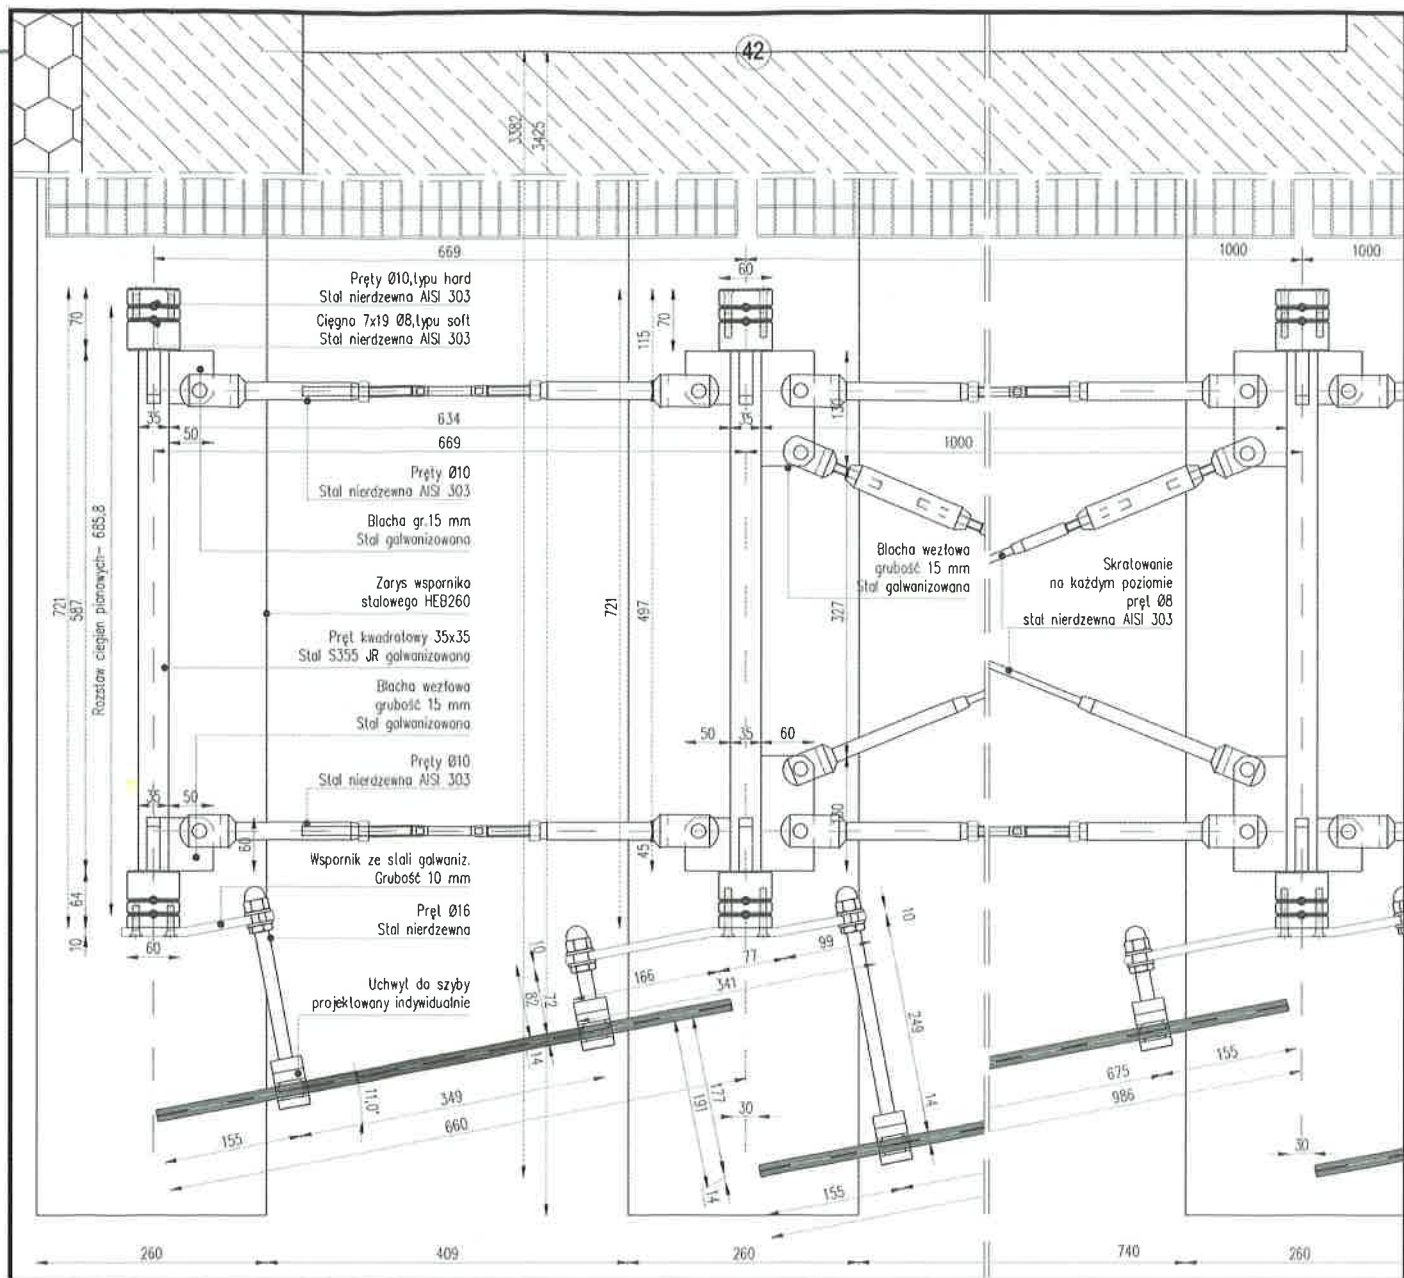 42
3382
3425
669
1000
1000
60
Pręty Ø10,typu hard
Stal nierdzewna AISI 303
Cięgno 7x19 Ø8,typu soft
Stal nierdzewna AISI 303
70
115
70
35
634
35
130
50
669
1000
Pręty Ø10
Stal nierdzewna AISI 303
Blacha gr.15 mm
Stal galwanizowana
Zarys wspornika
stalowego HEB260
Pręt kwadratowy 35x35
Stal S355 JR galwanizowana
Blacha węzłowa
grubość 15 mm
Stal galwanizowana
Pręty Ø10
Stal nierdzewna AISI 303
Blacha węzłowa
grubość 15 mm
Stal galwanizowana
Skratowanie
na każdym poziomie
pręt Ø8
stal nierdzewna AISI 303
721
587
Rozstaw cięgien pionowych- 685,8
721
497
327
50
35
60
35
50
60
45
130
Wspornik ze stali galwaniz.
Grubość 10 mm
Pręt Ø16
Stal nierdzewna
Uchwyt do szyby
projektowany indywidualnie
64
10
60
10
82
72
14
166
77
99
341
10
249
14
11,0°
349
660
155
177
191
14
30
155
675
155
986
30
260
409
260
740
260